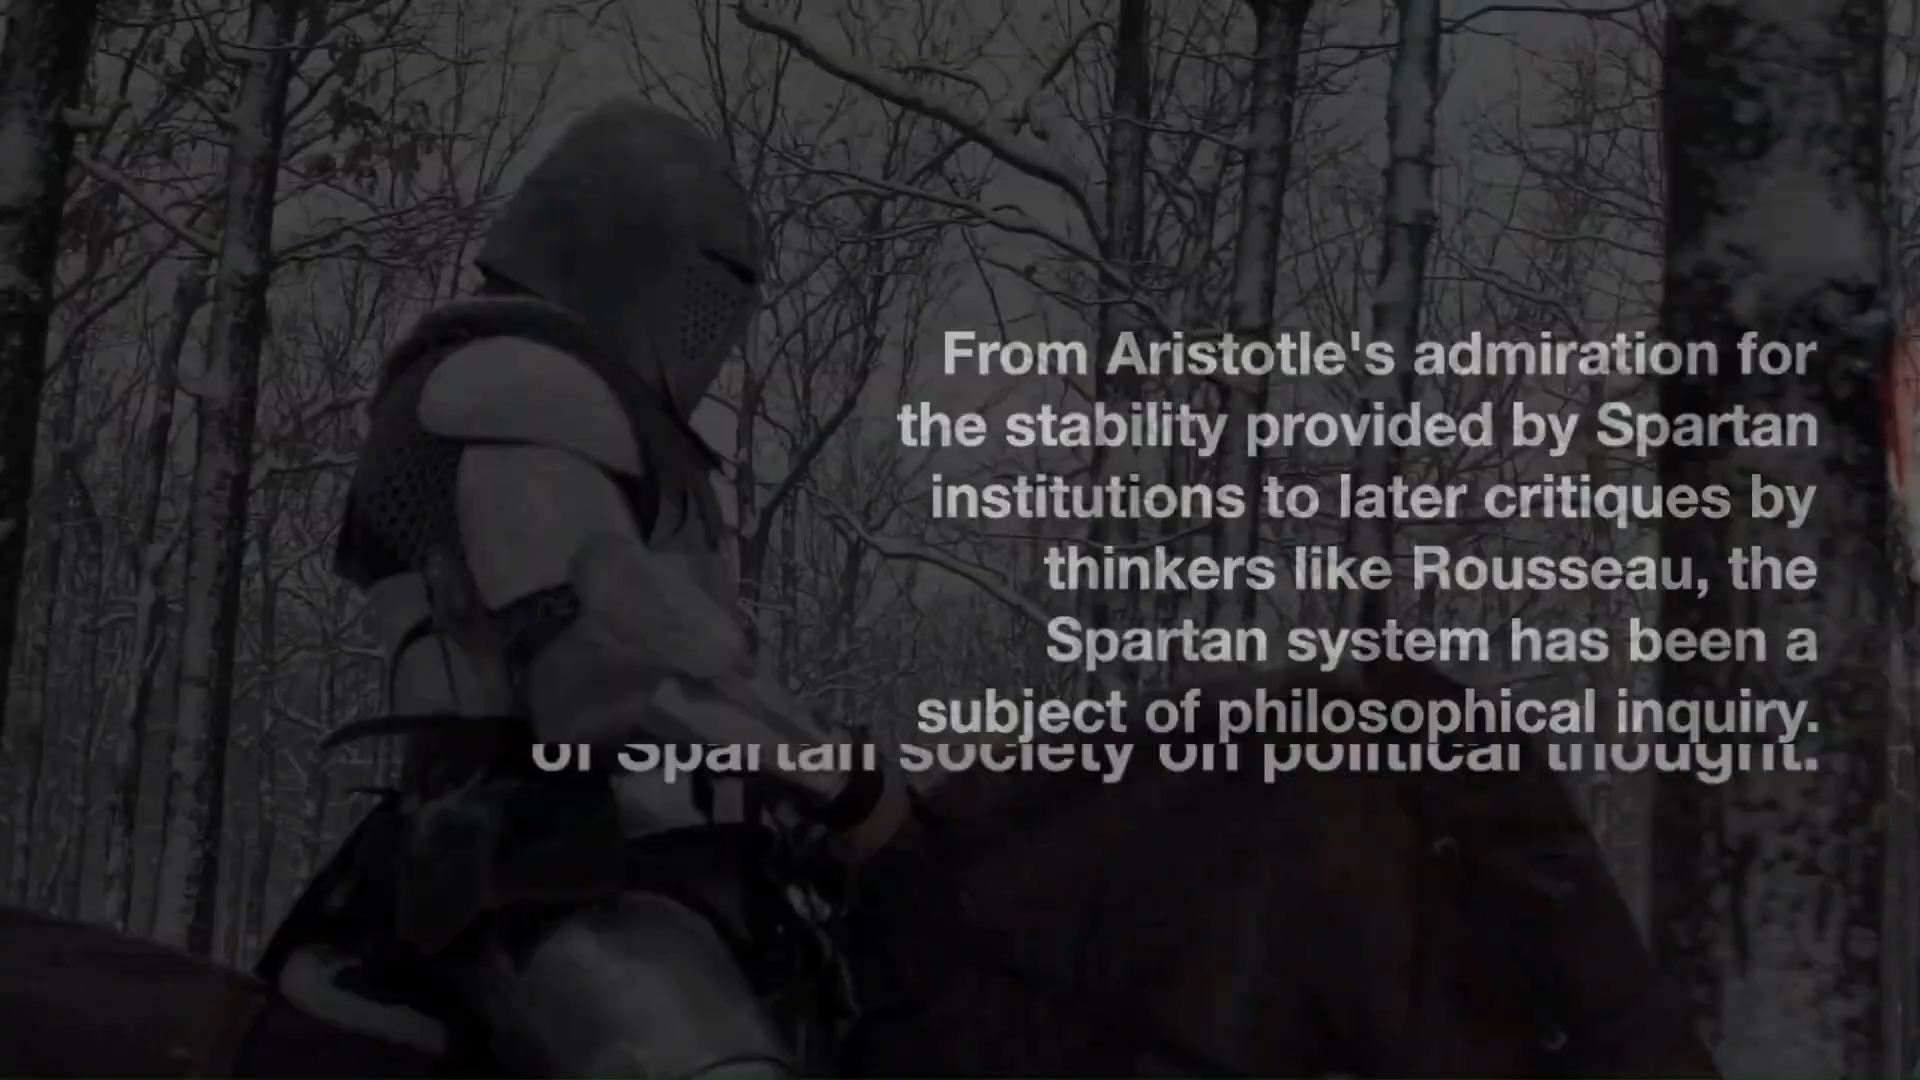 From Aristotle's admiration for
the stability provided by Spartan
institutions to later critiques by
thinkers like Rousseau, the
Spartan system has been a
subject of philosophical inquiry.
of Spartan society on political thought.